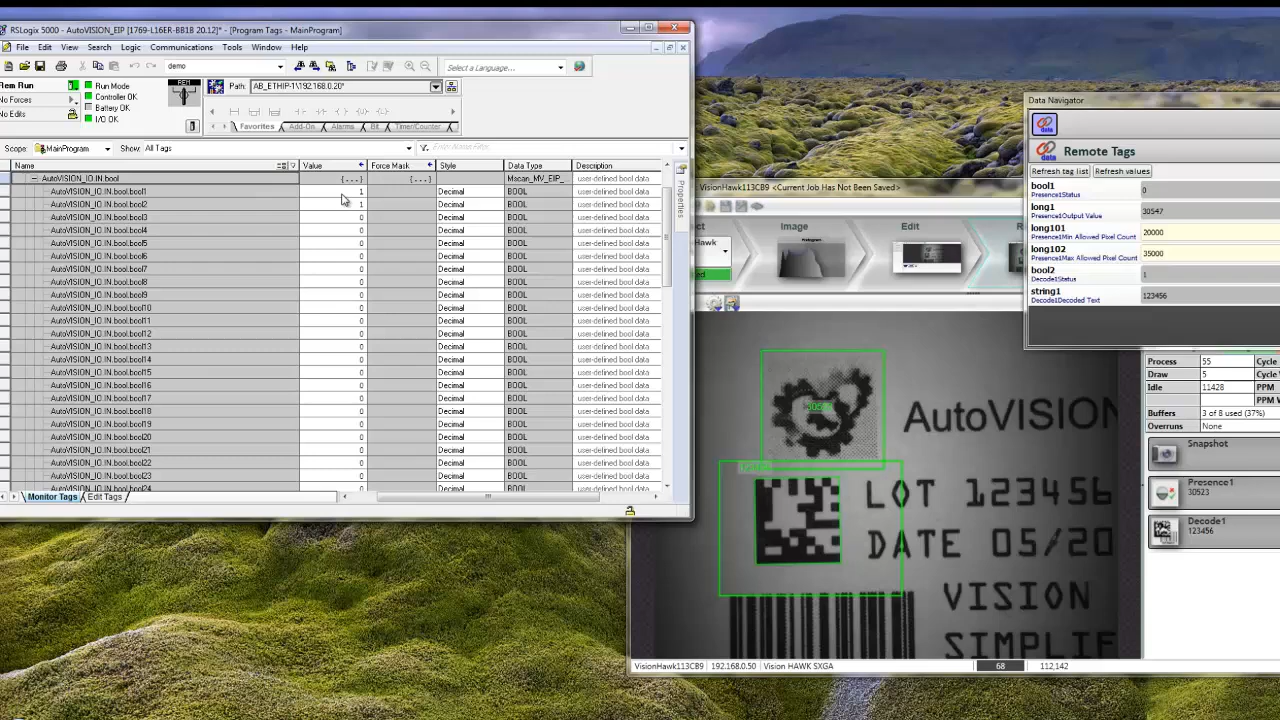 RSLogix 5000 - AutoVISION_EIP [1769-L16ER-BB1B 20.12]* - [Program Tags - MainProgram]
File Edit View Search Logic Communications Tools Window Help
demo
Select a Language...
Rem Run
No Forces
No Edits
Run Mode
Controller OK
Battery OK
I/O OK
REM
Path: AB_ETHIP-1\192.168.0.20*
Favorites Add-On Alarms Bit Timer/Counter
Scope: MainProgram Show: All Tags
Enter Name Filter...
Name Value Force Mask Style Data Type Description
AutoVISION_IO.IN.bool {...} {...} Mscan_MV_EIP_... user-defined bool data
AutoVISION_IO.IN.bool.bool1 1 Decimal BOOL user-defined bool data
AutoVISION_IO.IN.bool.bool2 1 Decimal BOOL user-defined bool data
AutoVISION_IO.IN.bool.bool3 0 Decimal BOOL user-defined bool data
AutoVISION_IO.IN.bool.bool4 0 Decimal BOOL user-defined bool data
AutoVISION_IO.IN.bool.bool5 0 Decimal BOOL user-defined bool data
AutoVISION_IO.IN.bool.bool6 0 Decimal BOOL user-defined bool data
AutoVISION_IO.IN.bool.bool7 0 Decimal BOOL user-defined bool data
AutoVISION_IO.IN.bool.bool8 0 Decimal BOOL user-defined bool data
AutoVISION_IO.IN.bool.bool9 0 Decimal BOOL user-defined bool data
AutoVISION_IO.IN.bool.bool10 0 Decimal BOOL user-defined bool data
AutoVISION_IO.IN.bool.bool11 0 Decimal BOOL user-defined bool data
AutoVISION_IO.IN.bool.bool12 0 Decimal BOOL user-defined bool data
AutoVISION_IO.IN.bool.bool13 0 Decimal BOOL user-defined bool data
AutoVISION_IO.IN.bool.bool14 0 Decimal BOOL user-defined bool data
AutoVISION_IO.IN.bool.bool15 0 Decimal BOOL user-defined bool data
AutoVISION_IO.IN.bool.bool16 0 Decimal BOOL user-defined bool data
AutoVISION_IO.IN.bool.bool17 0 Decimal BOOL user-defined bool data
AutoVISION_IO.IN.bool.bool18 0 Decimal BOOL user-defined bool data
AutoVISION_IO.IN.bool.bool19 0 Decimal BOOL user-defined bool data
AutoVISION_IO.IN.bool.bool20 0 Decimal BOOL user-defined bool data
AutoVISION_IO.IN.bool.bool21 0 Decimal BOOL user-defined bool data
AutoVISION_IO.IN.bool.bool22 0 Decimal BOOL user-defined bool data
AutoVISION_IO.IN.bool.bool23 0 Decimal BOOL user-defined bool data
AutoVISION_IO.IN.bool.bool24 0 Decimal BOOL user-defined bool data
Monitor Tags Edit Tags
Properties
Data Navigator
data
data Remote Tags
Refresh tag list Refresh values
bool1 0
Presence1Status
long1 30547
Presence1Output Value
long101 20000
Presence1Min Allowed Pixel Count
long102 35000
Presence1Max Allowed Pixel Count
bool2 1
Decode1Status
string1 123456
Decode1Decoded Text
VisionHawk113CB9 <Current Job Has Not Been Saved>
Image Edit
Hawk
Process 55 Cycle
Draw 5 Cycle
Idle 11428 PPM
PPM
Buffers 3 of 8 used (37%)
Overruns None
Snapshot
Presence1
30523
Decode1
123456
AutoVISION
LOT 123456
DATE 05/20
VISION
SIMPLIF
VisionHawk113CB9 192.168.0.50 Vision HAWK SXGA 68 112,142